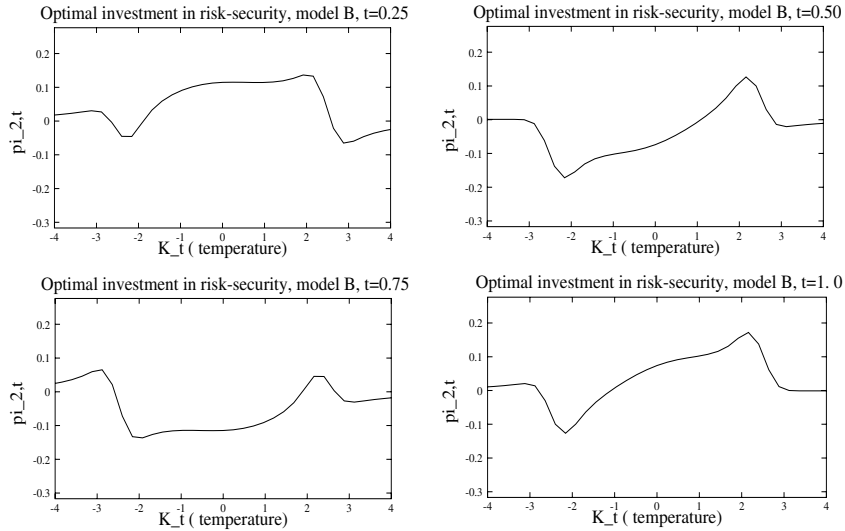 Optimal investment in risk-security, model B, t=0.25
0.2
0.1
0
-0.1
-0.2
-0.3
pi_2,t
-4 -3 -2 -1 0 1 2 3 4
K_t ( temperature)
Optimal investment in risk-security, model B, t=0.50
0.2
0.1
0
-0.1
-0.2
-0.3
pi_2,t
-4 -3 -2 -1 0 1 2 3 4
K_t ( temperature)
Optimal investment in risk-security, model B, t=0.75
0.2
0.1
0
-0.1
-0.2
-0.3
pi_2,t
-4 -3 -2 -1 0 1 2 3 4
K_t ( temperature)
Optimal investment in risk-security, model B, t=1. 0
0.2
0.1
0
-0.1
-0.2
-0.3
pi_2,t
-4 -3 -2 -1 0 1 2 3 4
K_t ( temperature)